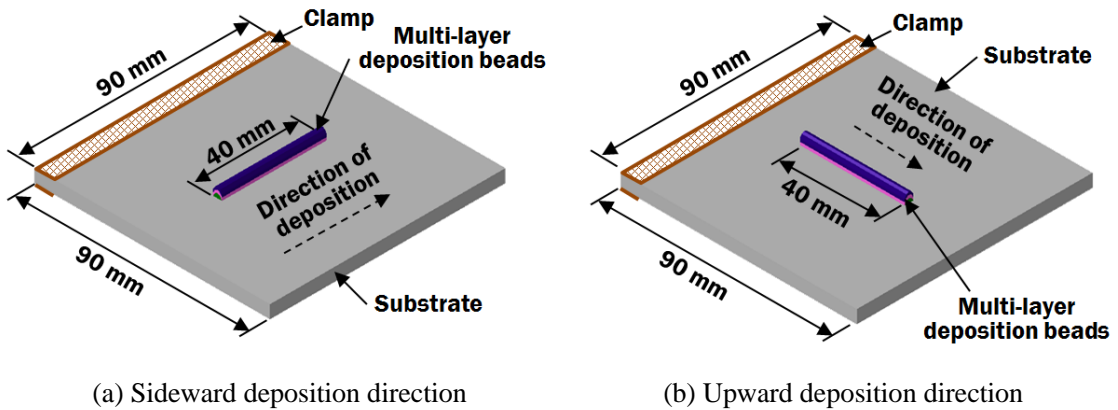 Clamp
Multi-layer
deposition beads
90 mm
40 mm
Direction of
deposition
90 mm
Substrate
(a) Sideward deposition direction
Clamp
Substrate
90 mm
Direction of
deposition
40 mm
90 mm
Multi-layer
deposition beads
(b) Upward deposition direction